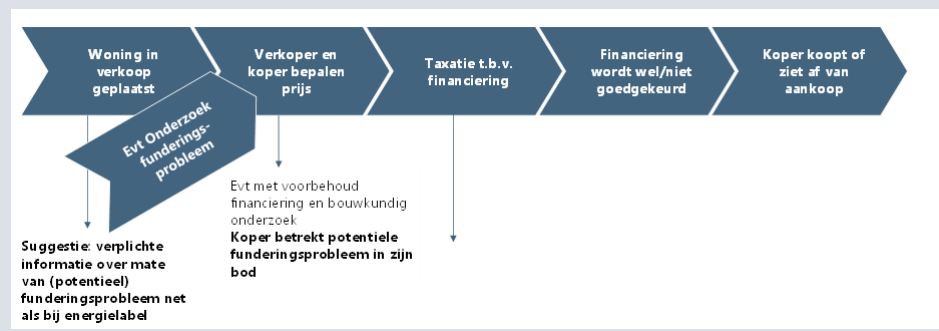 Woning in
verkoop
geplaatst
Verkoper en
koper bepalen
prijs
Taxatie t.b.v.
financiering
Financiering
wordt wel/niet
goedgekeurd
Koper koopt of
ziet af van
aankoop
Evt Onderzoek
funderings-
probleem
Suggestie: verplichte
informatie over mate
van (potentieel)
funderingsprobleem net
als bij energielabel
Evt met voorbehoud
financiering en bouwkundig
onderzoek
Koper betrekt potentiele
funderingsprobleem in zijn
bod